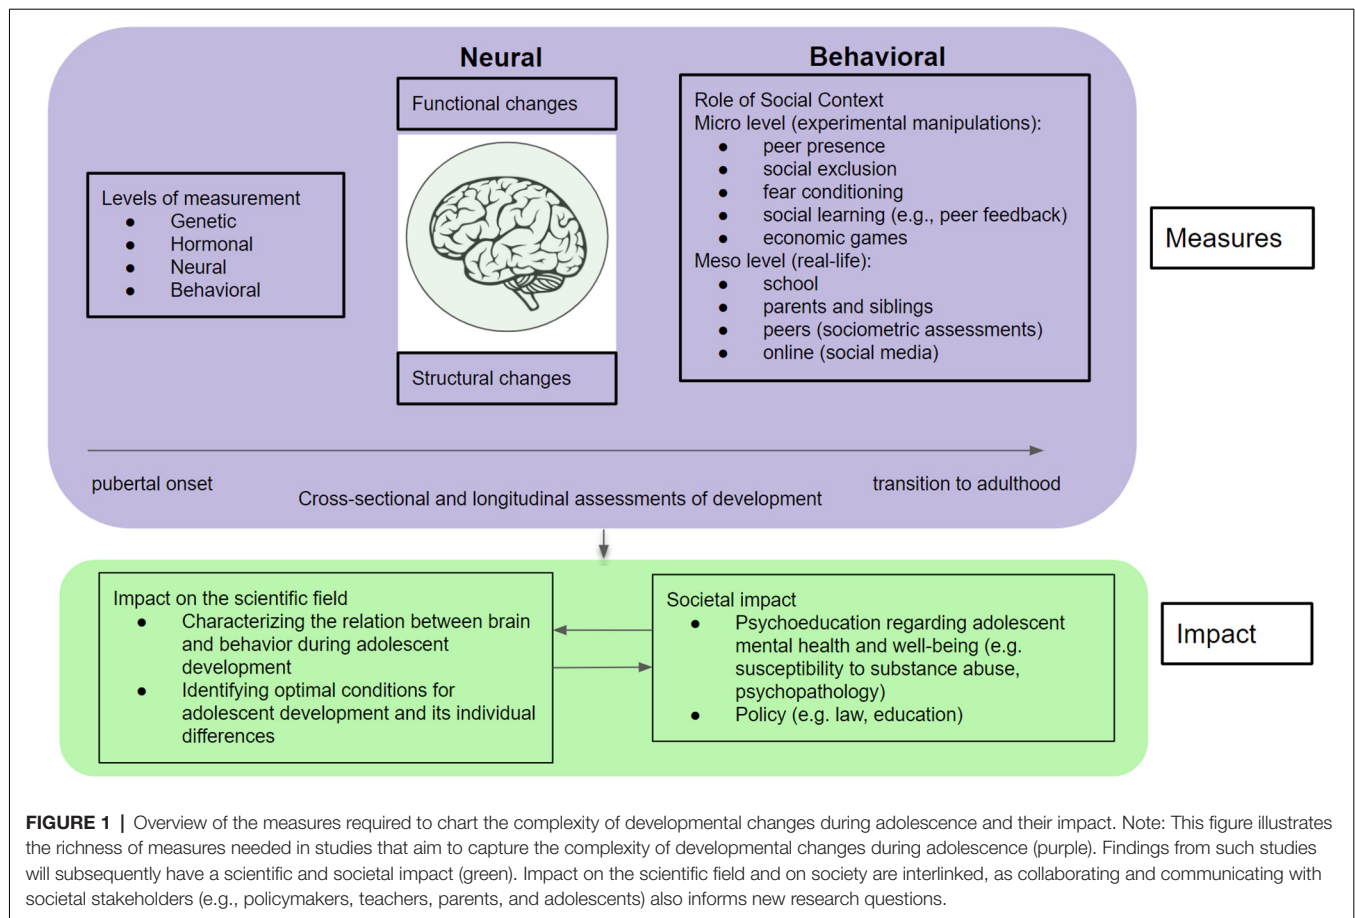 Neural
Behavioral
Functional changes
Role of Social Context
Micro level (experimental manipulations):
● peer presence
● social exclusion
● fear conditioning
● social learning (e.g., peer feedback)
● economic games
Meso level (real-life):
● school
● parents and siblings
● peers (sociometric assessments)
● online (social media)
Levels of measurement
● Genetic
● Hormonal
● Neural
● Behavioral
Structural changes
Measures
pubertal onset
transition to adulthood
Cross-sectional and longitudinal assessments of development
Impact on the scientific field
● Characterizing the relation between brain
and behavior during adolescent
development
● Identifying optimal conditions for
adolescent development and its individual
differences
Societal impact
● Psychoeducation regarding adolescent
mental health and well-being (e.g.
susceptibility to substance abuse,
psychopathology)
● Policy (e.g. law, education)
Impact
FIGURE 1 | Overview of the measures required to chart the complexity of developmental changes during adolescence and their impact. Note: This figure illustrates
the richness of measures needed in studies that aim to capture the complexity of developmental changes during adolescence (purple). Findings from such studies
will subsequently have a scientific and societal impact (green). Impact on the scientific field and on society are interlinked, as collaborating and communicating with
societal stakeholders (e.g., policymakers, teachers, parents, and adolescents) also informs new research questions.